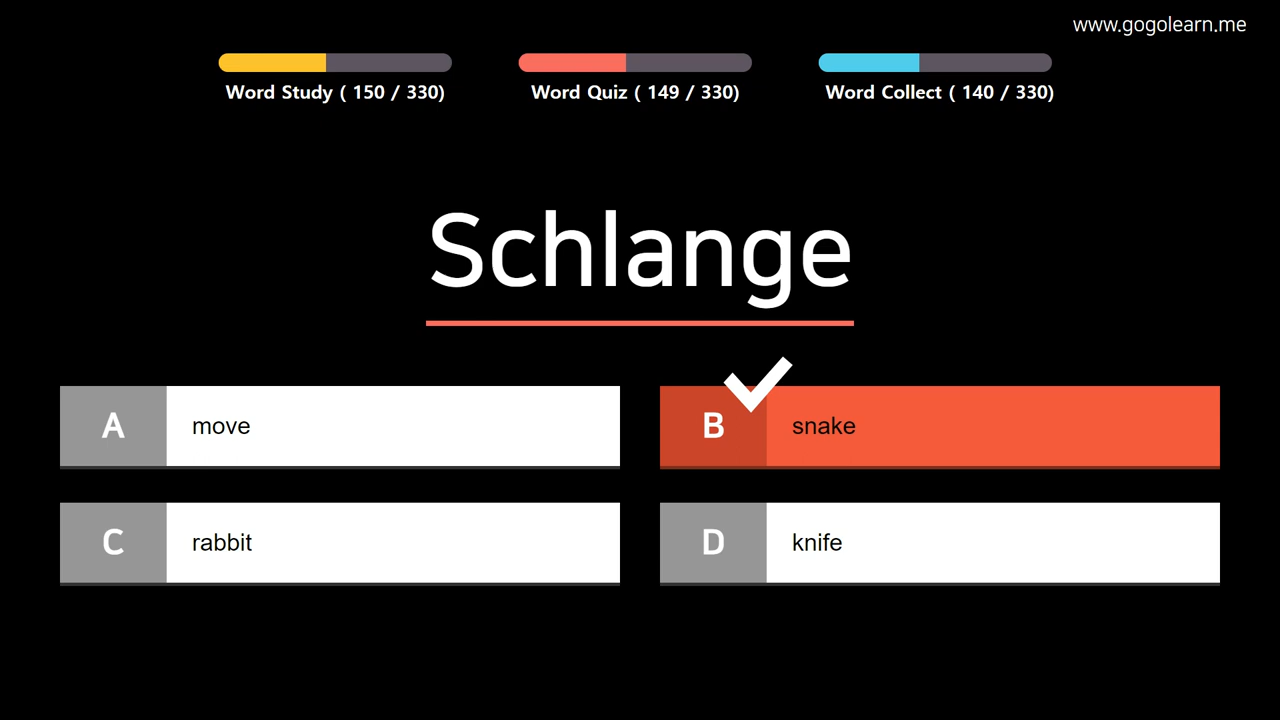 www.gogolearn.me
Word Study ( 150 / 330)
Word Quiz ( 149 / 330)
Word Collect ( 140 / 330)
Schlange
A move
B snake
C rabbit
D knife